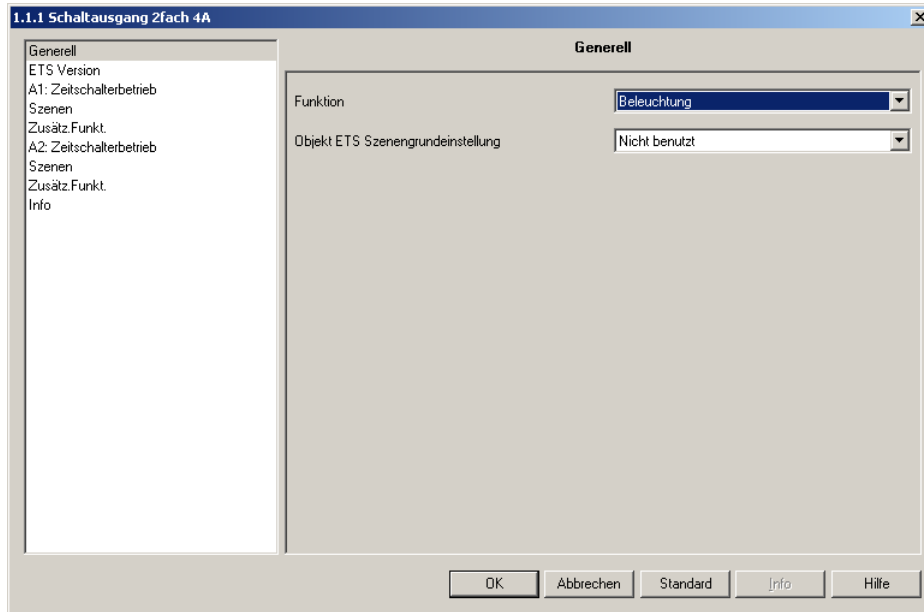 1.1.1 Schaltausgang 2fach 4A
Generell
ETS Version
A1: Zeitschalterbetrieb
Szenen
Zusätz.Funkt.
A2: Zeitschalterbetrieb
Szenen
Zusätz.Funkt.
Info
Generell
Funktion Beleuchtung
Objekt ETS Szenengrundeinstellung Nicht benutzt
OK Abbrechen Standard Info Hilfe